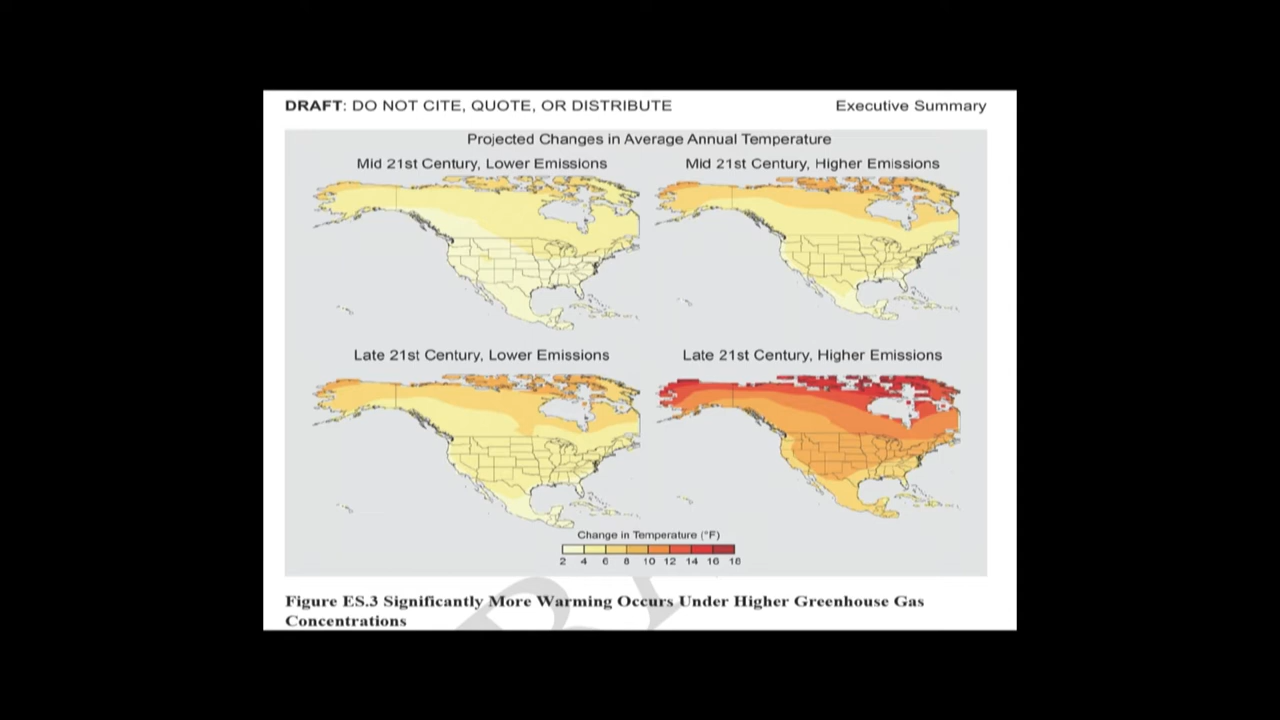 DRAFT: DO NOT CITE, QUOTE, OR DISTRIBUTE Executive Summary
Projected Changes in Average Annual Temperature
Mid 21st Century, Lower Emissions Mid 21st Century, Higher Emissions
Late 21st Century, Lower Emissions Late 21st Century, Higher Emissions
Change in Temperature (°F)
2 4 6 8 10 12 14 16 18
Figure ES.3 Significantly More Warming Occurs Under Higher Greenhouse Gas
Concentrations